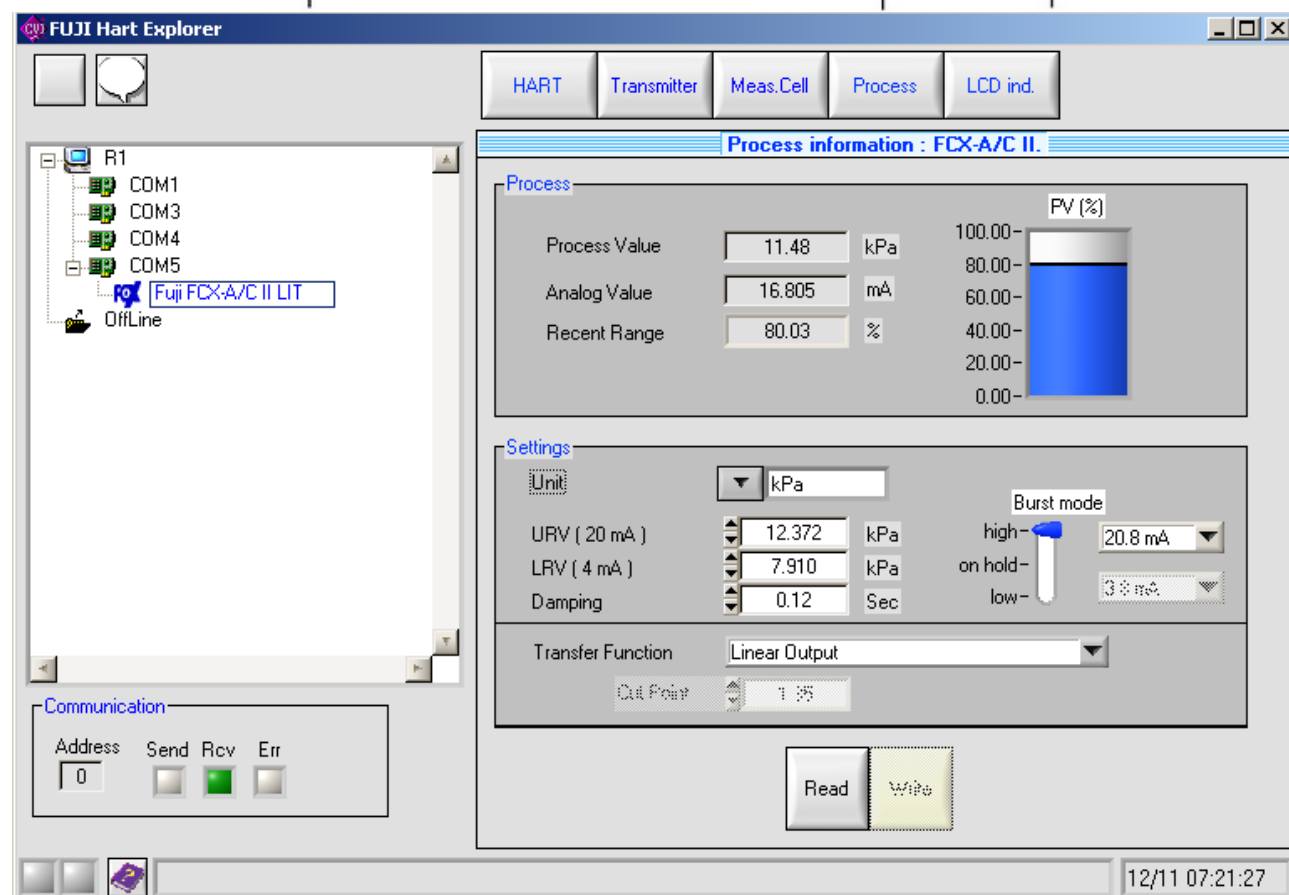 FUJI Hart Explorer
HART Transmitter Meas.Cell Process LCD ind.
R1
COM1
COM3
COM4
COM5
Fuji FCX-A/C II LIT
OffLine
Communication
Address Send Rcv Err
0
Process information : FCX-A/C II.
Process
Process Value 11.48 kPa
Analog Value 16.805 mA
Recent Range 80.03 %
PV (%)
100.00
80.00
60.00
40.00
20.00
0.00
Settings
Unit kPa
URV ( 20 mA ) 12.372 kPa
LRV ( 4 mA ) 7.910 kPa
Damping 0.12 Sec
Burst mode
high 20.8 mA
on hold
low
Transfer Function Linear Output
Cut Point
Read Write
12/11 07:21:27